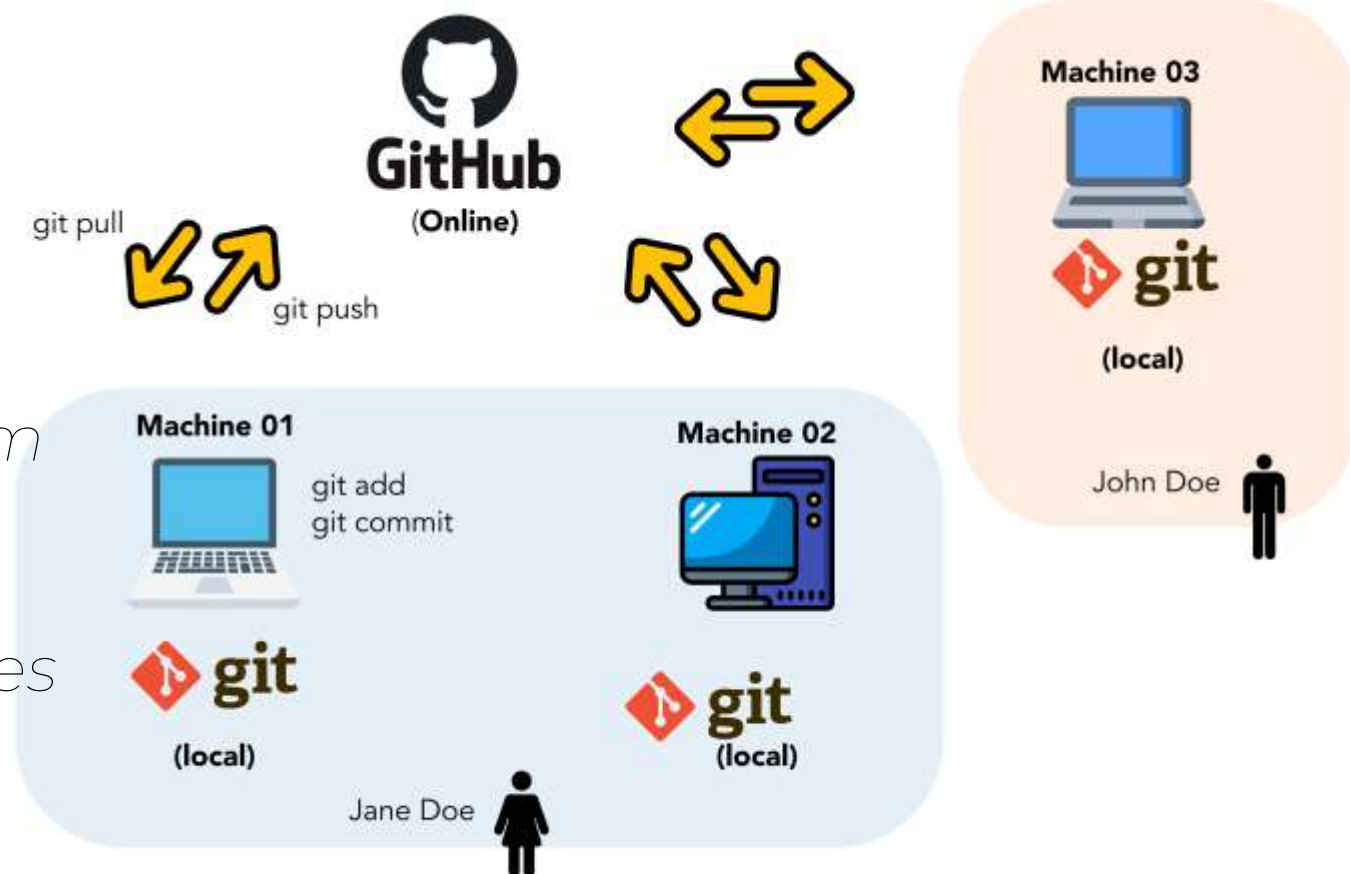 GitHub
(Online)
git pull
git push
Machine 03
git
(local)
John Doe
Machine 01
git add
git commit
git
(local)
Machine 02
git
(local)
Jane Doe